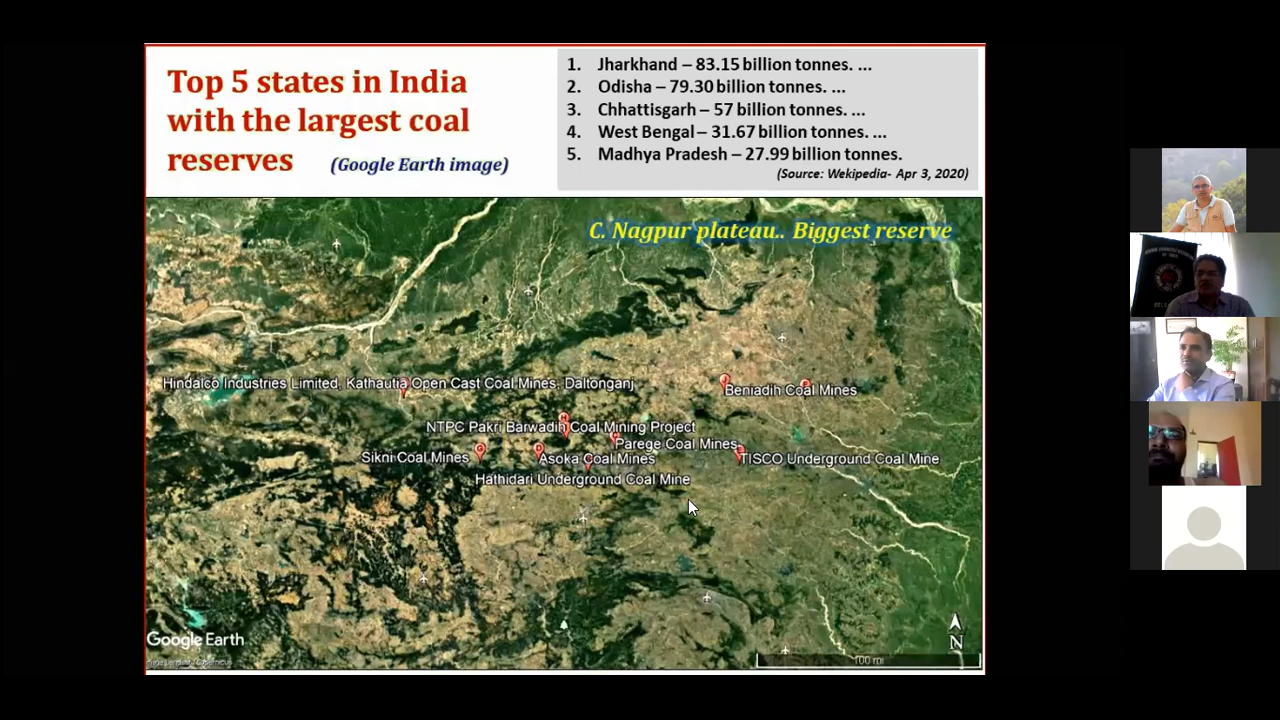 Top 5 states in India
with the largest coal
reserves (Google Earth image)
1. Jharkhand – 83.15 billion tonnes. ...
2. Odisha – 79.30 billion tonnes. ...
3. Chhattisgarh – 57 billion tonnes. ...
4. West Bengal – 31.67 billion tonnes. ...
5. Madhya Pradesh – 27.99 billion tonnes.
(Source: Wekipedia- Apr 3, 2020)
C. Nagpur plateau.. Biggest reserve
Hindalco Industries Limited, Kathautia Open Cast Coal Mines, Daltonganj
Beniadih Coal Mines
NTPC Pakri Barwadih Coal Mining Project
Parege Coal Mines
Sikni Coal Mines
Asoka Coal Mines
TISCO Underground Coal Mine
Hathidari Underground Coal Mine
Google Earth
N
100 mi